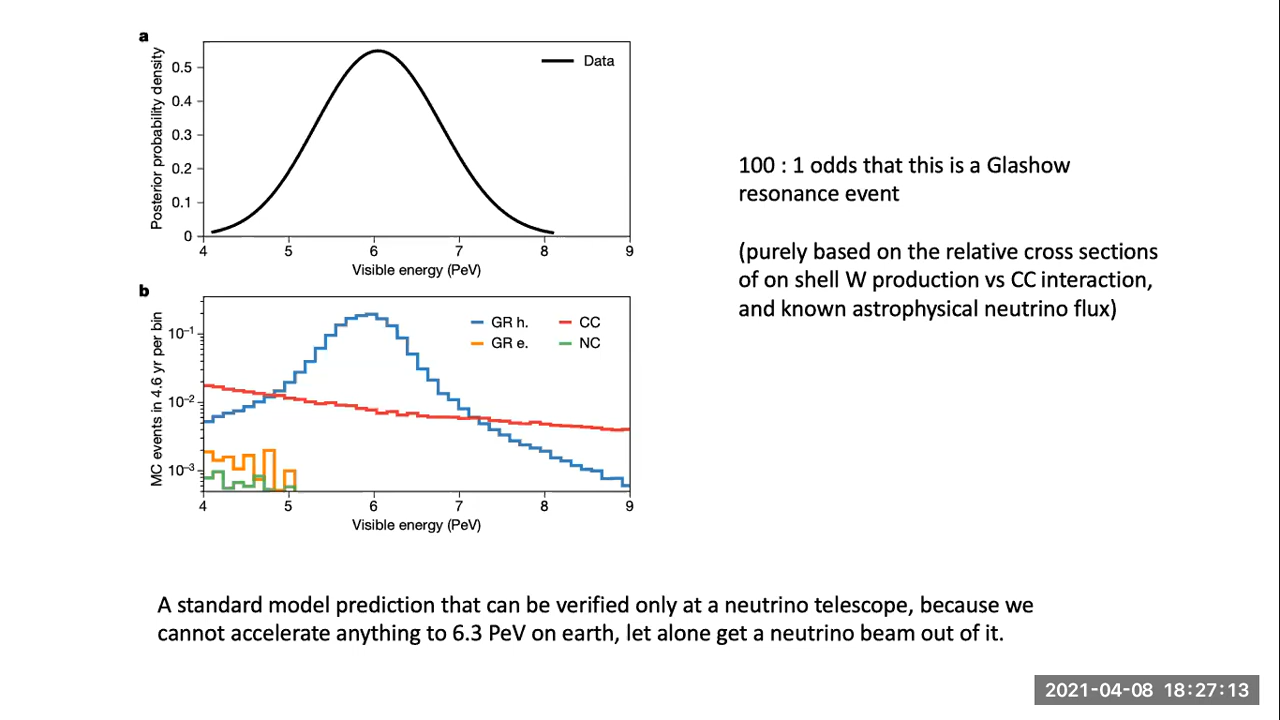 a
Posterior probability density
0.5
0.4
0.3
0.2
0.1
0
Data
4 5 6 7 8 9
Visible energy (PeV)
b
MC events in 4.6 yr per bin
10⁻¹
10⁻²
10⁻³
GR h. CC
GR e. NC
4 5 6 7 8 9
Visible energy (PeV)
100 : 1 odds that this is a Glashow
resonance event
(purely based on the relative cross sections
of on shell W production vs CC interaction,
and known astrophysical neutrino flux)
A standard model prediction that can be verified only at a neutrino telescope, because we
cannot accelerate anything to 6.3 PeV on earth, let alone get a neutrino beam out of it.
2021-04-08 18:27:13